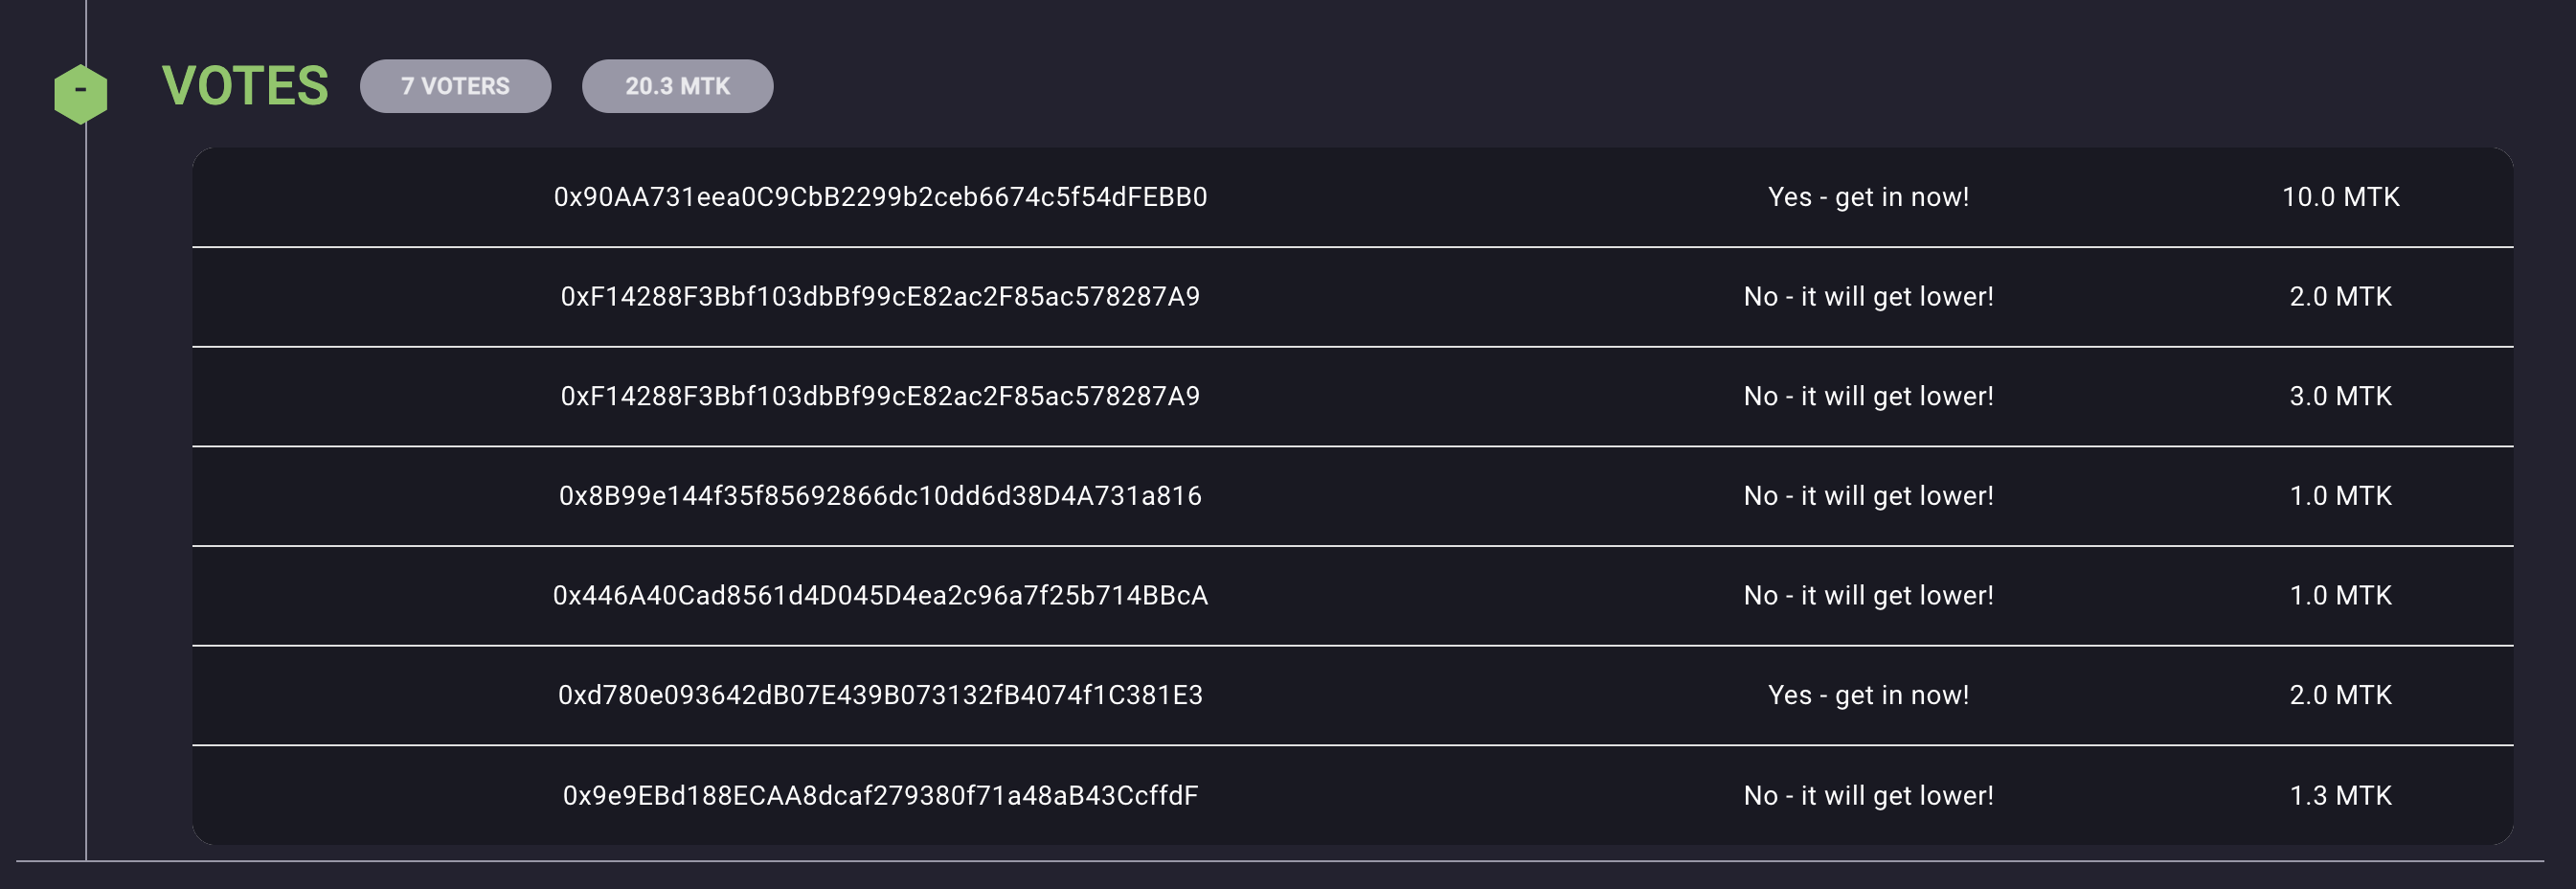 -
VOTES 7 VOTERS 20.3 MTK
0x90AA731eea0C9CbB2299b2ceb6674c5f54dFEBB0 Yes - get in now! 10.0 MTK
0xF14288F3Bbf103dbBf99cE82ac2F85ac578287A9 No - it will get lower! 2.0 MTK
0xF14288F3Bbf103dbBf99cE82ac2F85ac578287A9 No - it will get lower! 3.0 MTK
0x8B99e144f35f85692866dc10dd6d38D4A731a816 No - it will get lower! 1.0 MTK
0x446A40Cad8561d4D045D4ea2c96a7f25b714BBcA No - it will get lower! 1.0 MTK
0xd780e093642dB07E439B073132fB4074f1C381E3 Yes - get in now! 2.0 MTK
0x9e9EBd188ECAA8dcaf279380f71a48aB43CcffdF No - it will get lower! 1.3 MTK